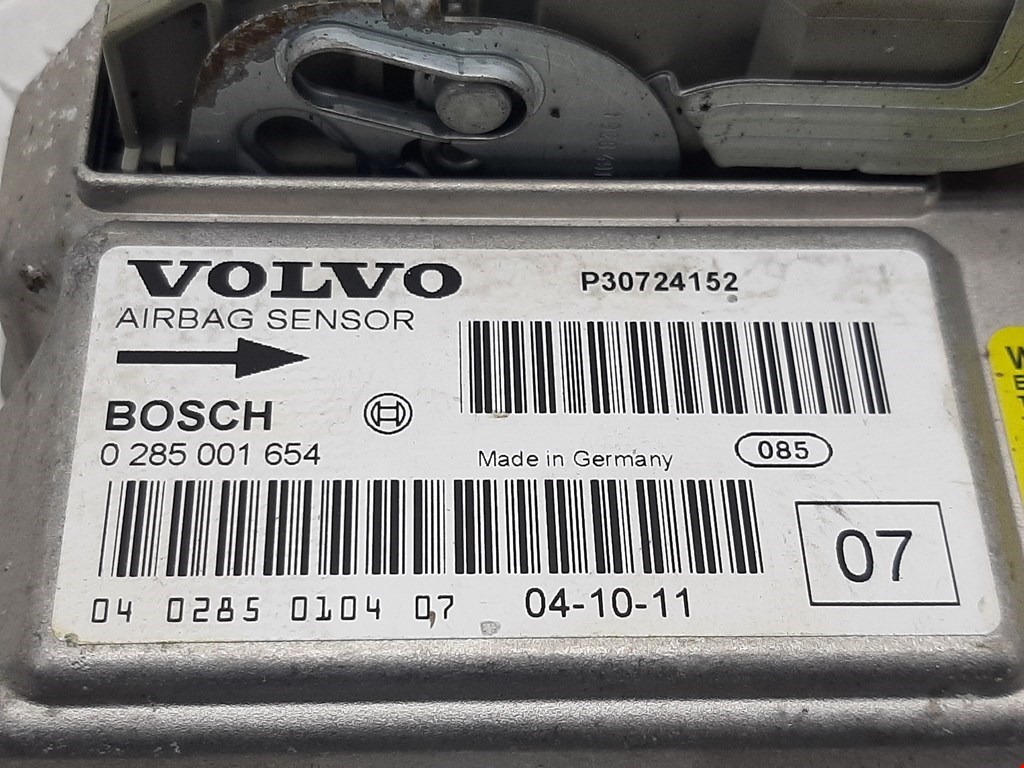 VOLVO
P30724152
AIRBAG SENSOR
BOSCH
0 285 001 654
Made in Germany
085
07
04 0285 0104 07
04-10-11